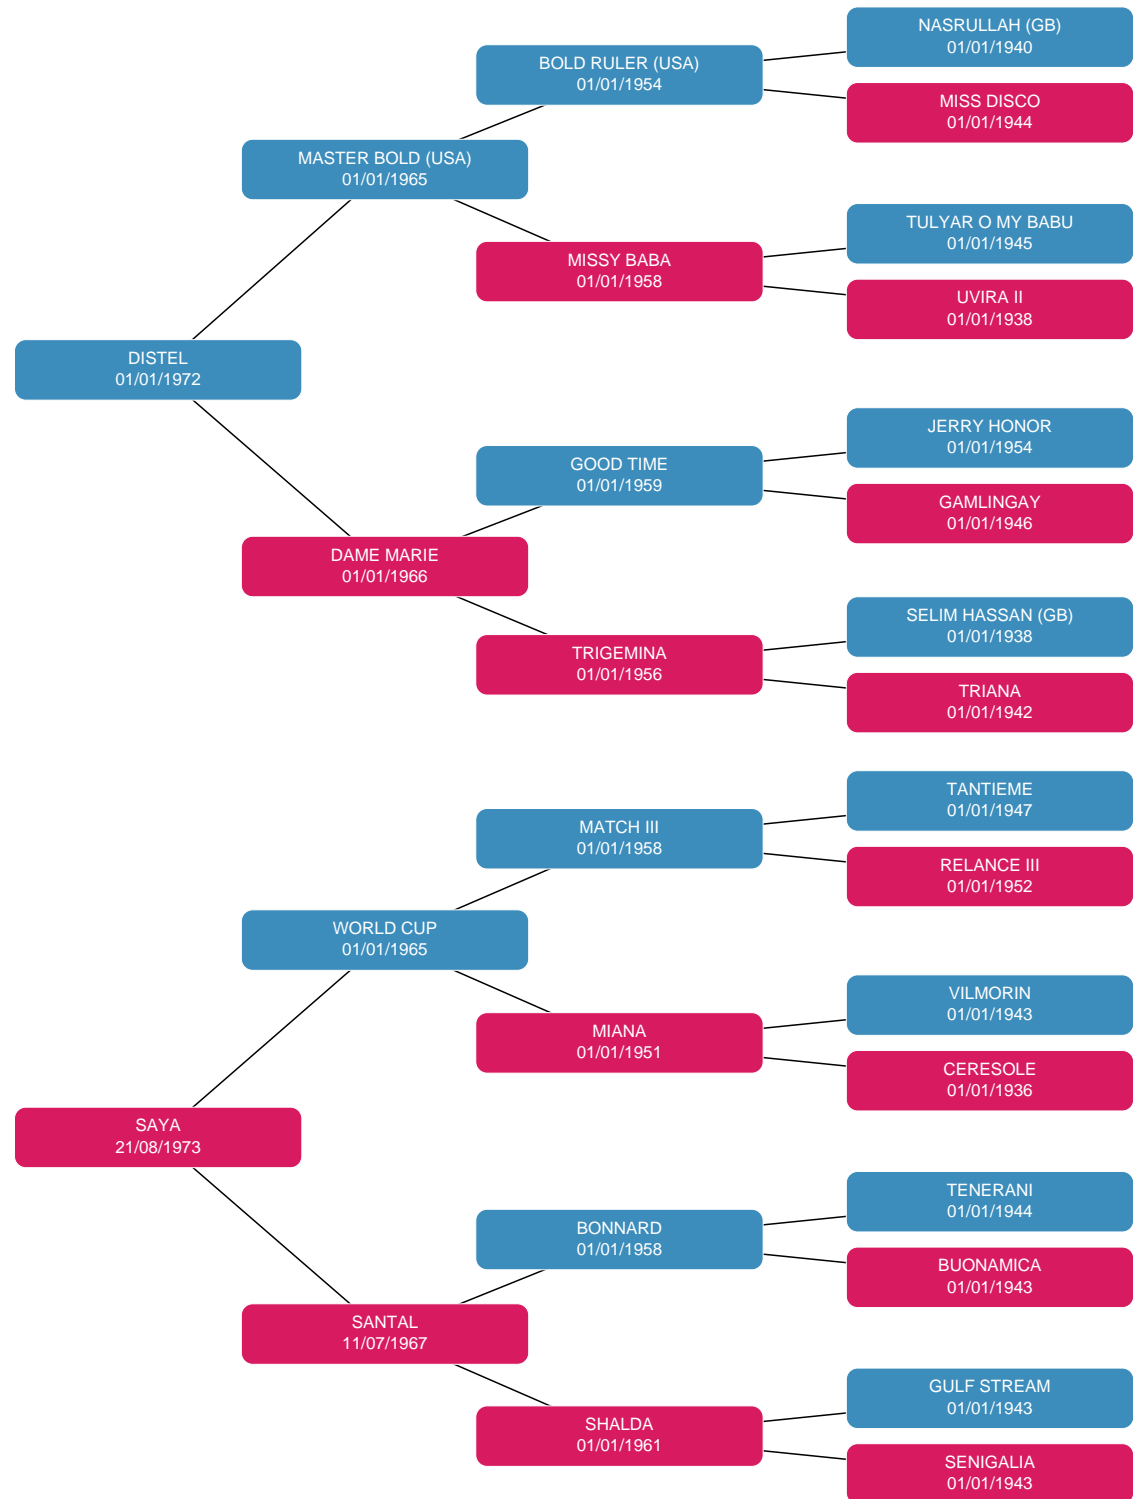 NASRULLAH (GB)
01/01/1940
BOLD RULER (USA)
01/01/1954
MISS DISCO
01/01/1944
MASTER BOLD (USA)
01/01/1965
TULYAR O MY BABU
01/01/1945
MISSY BABA
01/01/1958
UVIRA II
01/01/1938
DISTEL
01/01/1972
JERRY HONOR
01/01/1954
GOOD TIME
01/01/1959
GAMLINGAY
01/01/1946
DAME MARIE
01/01/1966
SELIM HASSAN (GB)
01/01/1938
TRIGEMINA
01/01/1956
TRIANA
01/01/1942
TANTIEME
01/01/1947
MATCH III
01/01/1958
RELANCE III
01/01/1952
WORLD CUP
01/01/1965
VILMORIN
01/01/1943
MIANA
01/01/1951
CERESOLE
01/01/1936
SAYA
21/08/1973
TENERANI
01/01/1944
BONNARD
01/01/1958
BUONAMICA
01/01/1943
SANTAL
11/07/1967
GULF STREAM
01/01/1943
SHALDA
01/01/1961
SENIGALIA
01/01/1943